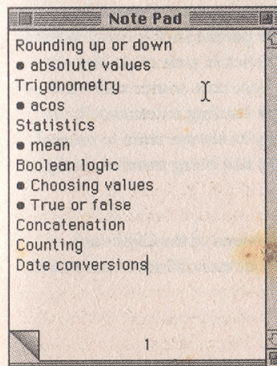 Note Pad
Rounding up or down
• absolute values
Trigonometry
• acos
Statistics
• mean
Boolean logic
• Choosing values
• True or false
Concatenation
Counting
Date conversions
1